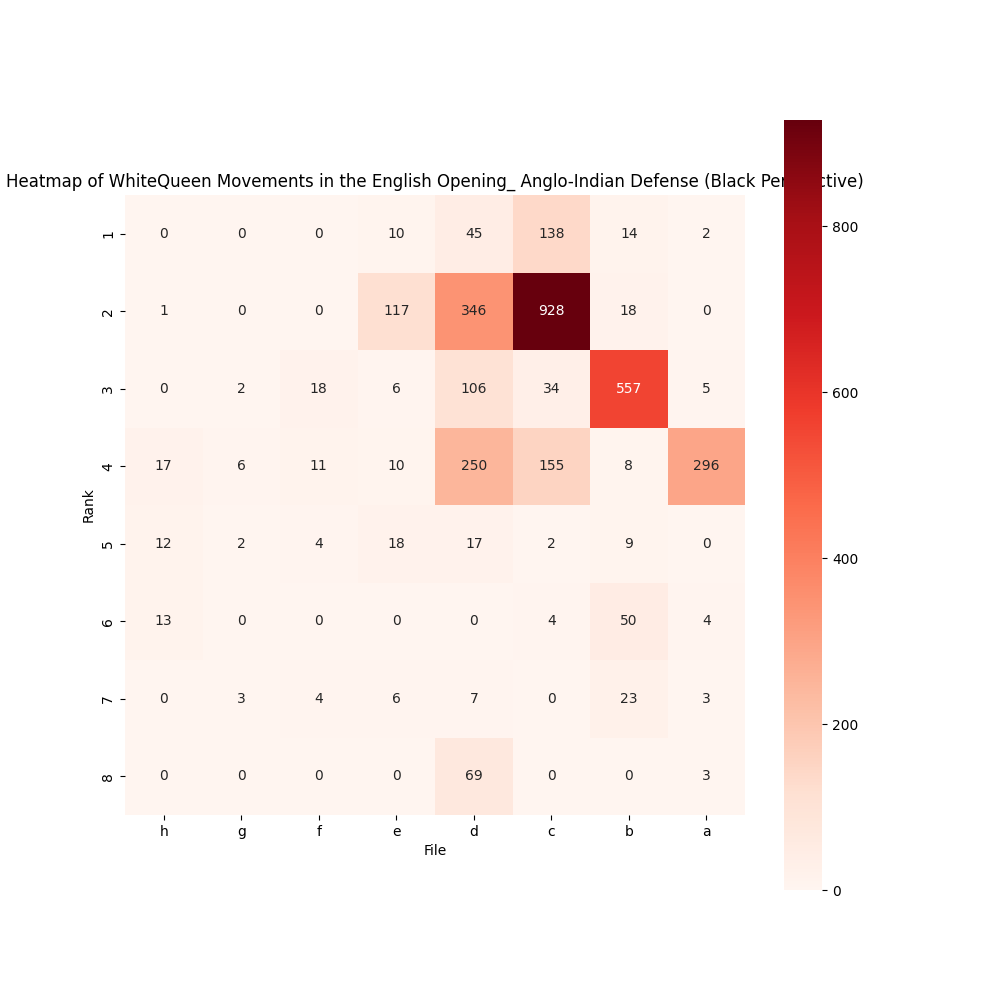 Heatmap of WhiteQueen Movements in the English Opening_ Anglo-Indian Defense (Black Perspective)
800
1 0 0 0 10 45 138 14 2
2 1 0 0 117 346 928 18 0
600
3 0 2 18 6 106 34 557 5
4 17 6 11 10 250 155 8 296
Rank
400
5 12 2 4 18 17 2 9 0
6 13 0 0 0 0 4 50 4
7 0 3 4 6 7 0 23 3
200
8 0 0 0 0 69 0 0 3
h g f e d c b a
File
0